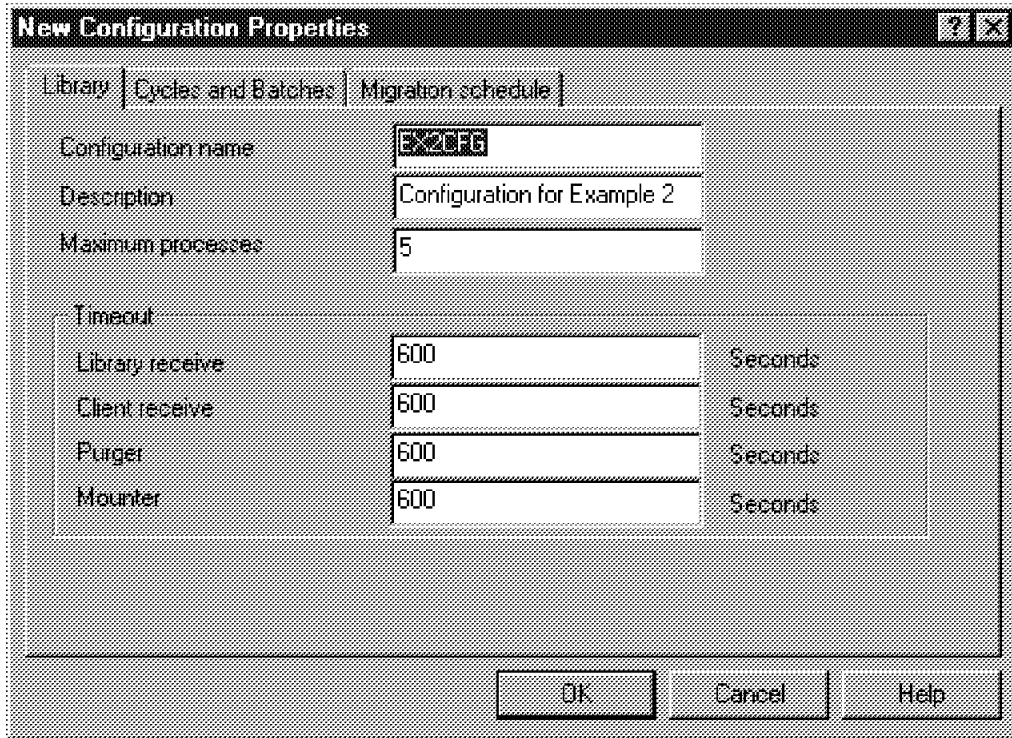 New Configuration Properties ? X
Library Cycles and Batches Migration schedule
Configuration name EX2CFG
Description Configuration for Example 2
Maximum processes 5
Timeout
Library receive 600 Seconds
Client receive 600 Seconds
Purger 600 Seconds
Mounter 600 Seconds
OK Cancel Help